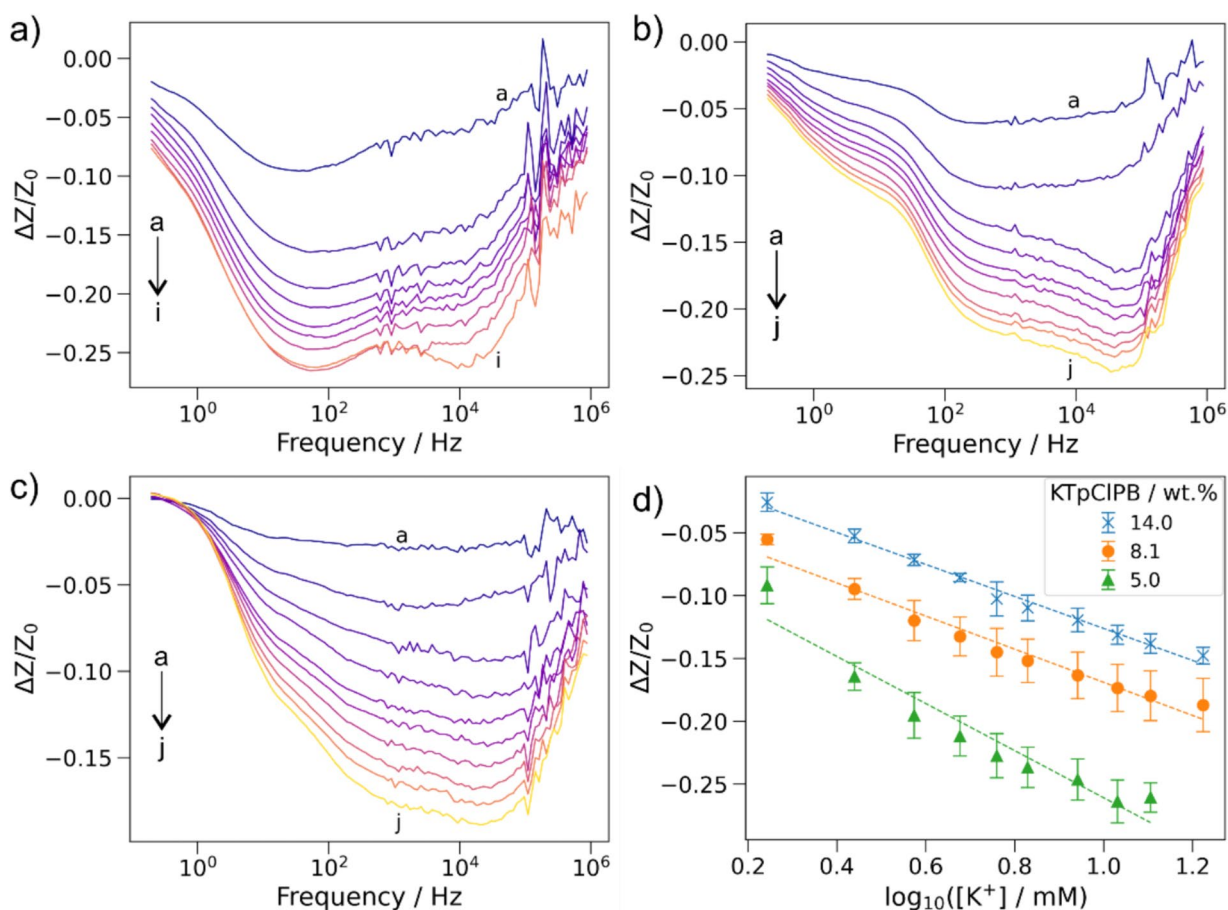 a)
0.00
−0.05
−0.10
−0.15
−0.20
−0.25
ΔZ/Z0
a
a
i
i
10^0
10^2
10^4
10^6
Frequency / Hz
b)
0.00
−0.05
−0.10
−0.15
−0.20
−0.25
ΔZ/Z0
a
a
j
j
10^0
10^2
10^4
10^6
Frequency / Hz
c)
0.00
−0.05
−0.10
−0.15
ΔZ/Z0
a
a
j
j
10^0
10^2
10^4
10^6
Frequency / Hz
d)
KTpClPB / wt.%
14.0
8.1
5.0
−0.05
−0.10
−0.15
−0.20
−0.25
ΔZ/Z0
0.2
0.4
0.6
0.8
1.0
1.2
log10([K+] / mM)